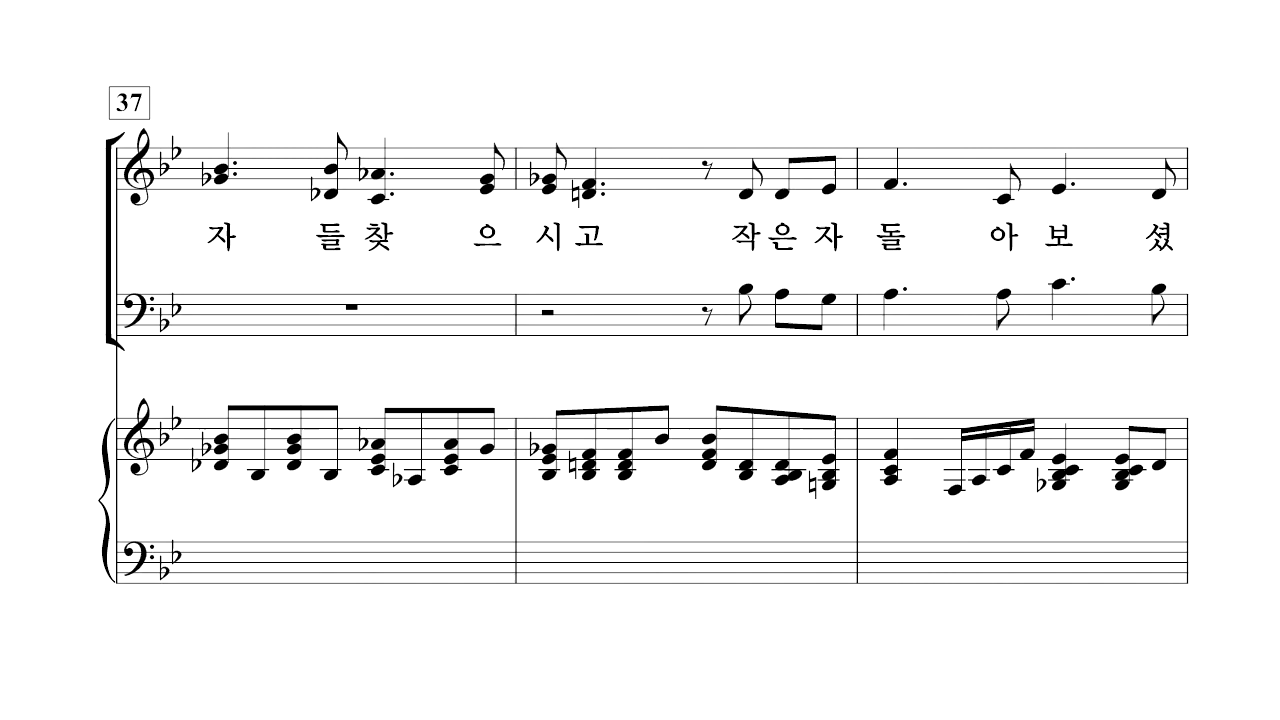 37
자 들 찾 으 시 고 작 은 자 돌 아 보 셨